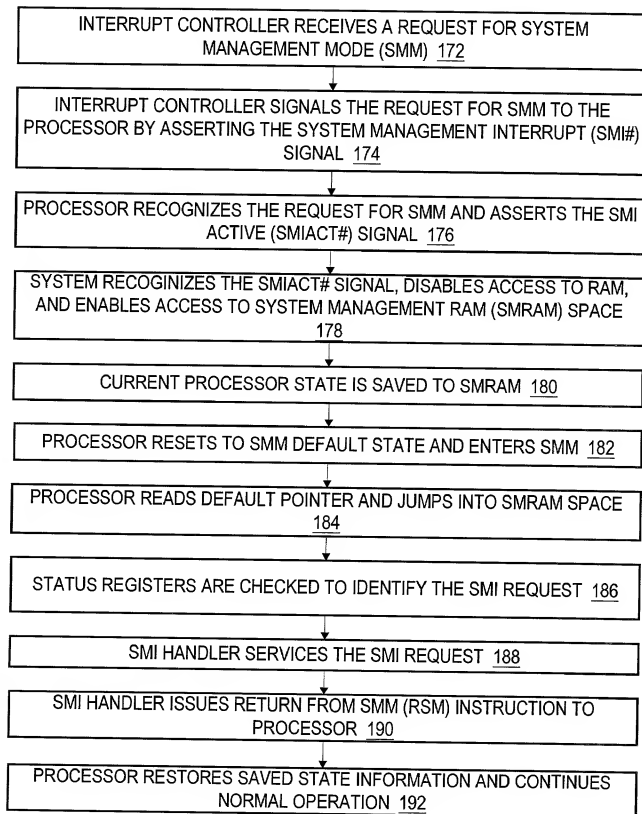 INTERRUPT CONTROLLER RECEIVES A REQUEST FOR SYSTEM
MANAGEMENT MODE (SMM) 172
INTERRUPT CONTROLLER SIGNALS THE REQUEST FOR SMM TO THE
PROCESSOR BY ASSERTING THE SYSTEM MANAGEMENT INTERRUPT (SMI#)
SIGNAL 174
PROCESSOR RECOGNIZES THE REQUEST FOR SMM AND ASSERTS THE SMI
ACTIVE (SMIACT#) SIGNAL 176
SYSTEM RECOGINIZES THE SMIACT# SIGNAL, DISABLES ACCESS TO RAM,
AND ENABLES ACCESS TO SYSTEM MANAGEMENT RAM (SMRAM) SPACE
178
CURRENT PROCESSOR STATE IS SAVED TO SMRAM 180
PROCESSOR RESETS TO SMM DEFAULT STATE AND ENTERS SMM 182
PROCESSOR READS DEFAULT POINTER AND JUMPS INTO SMRAM SPACE
184
STATUS REGISTERS ARE CHECKED TO IDENTIFY THE SMI REQUEST 186
SMI HANDLER SERVICES THE SMI REQUEST 188
SMI HANDLER ISSUES RETURN FROM SMM (RSM) INSTRUCTION TO
PROCESSOR 190
PROCESSOR RESTORES SAVED STATE INFORMATION AND CONTINUES
NORMAL OPERATION 192